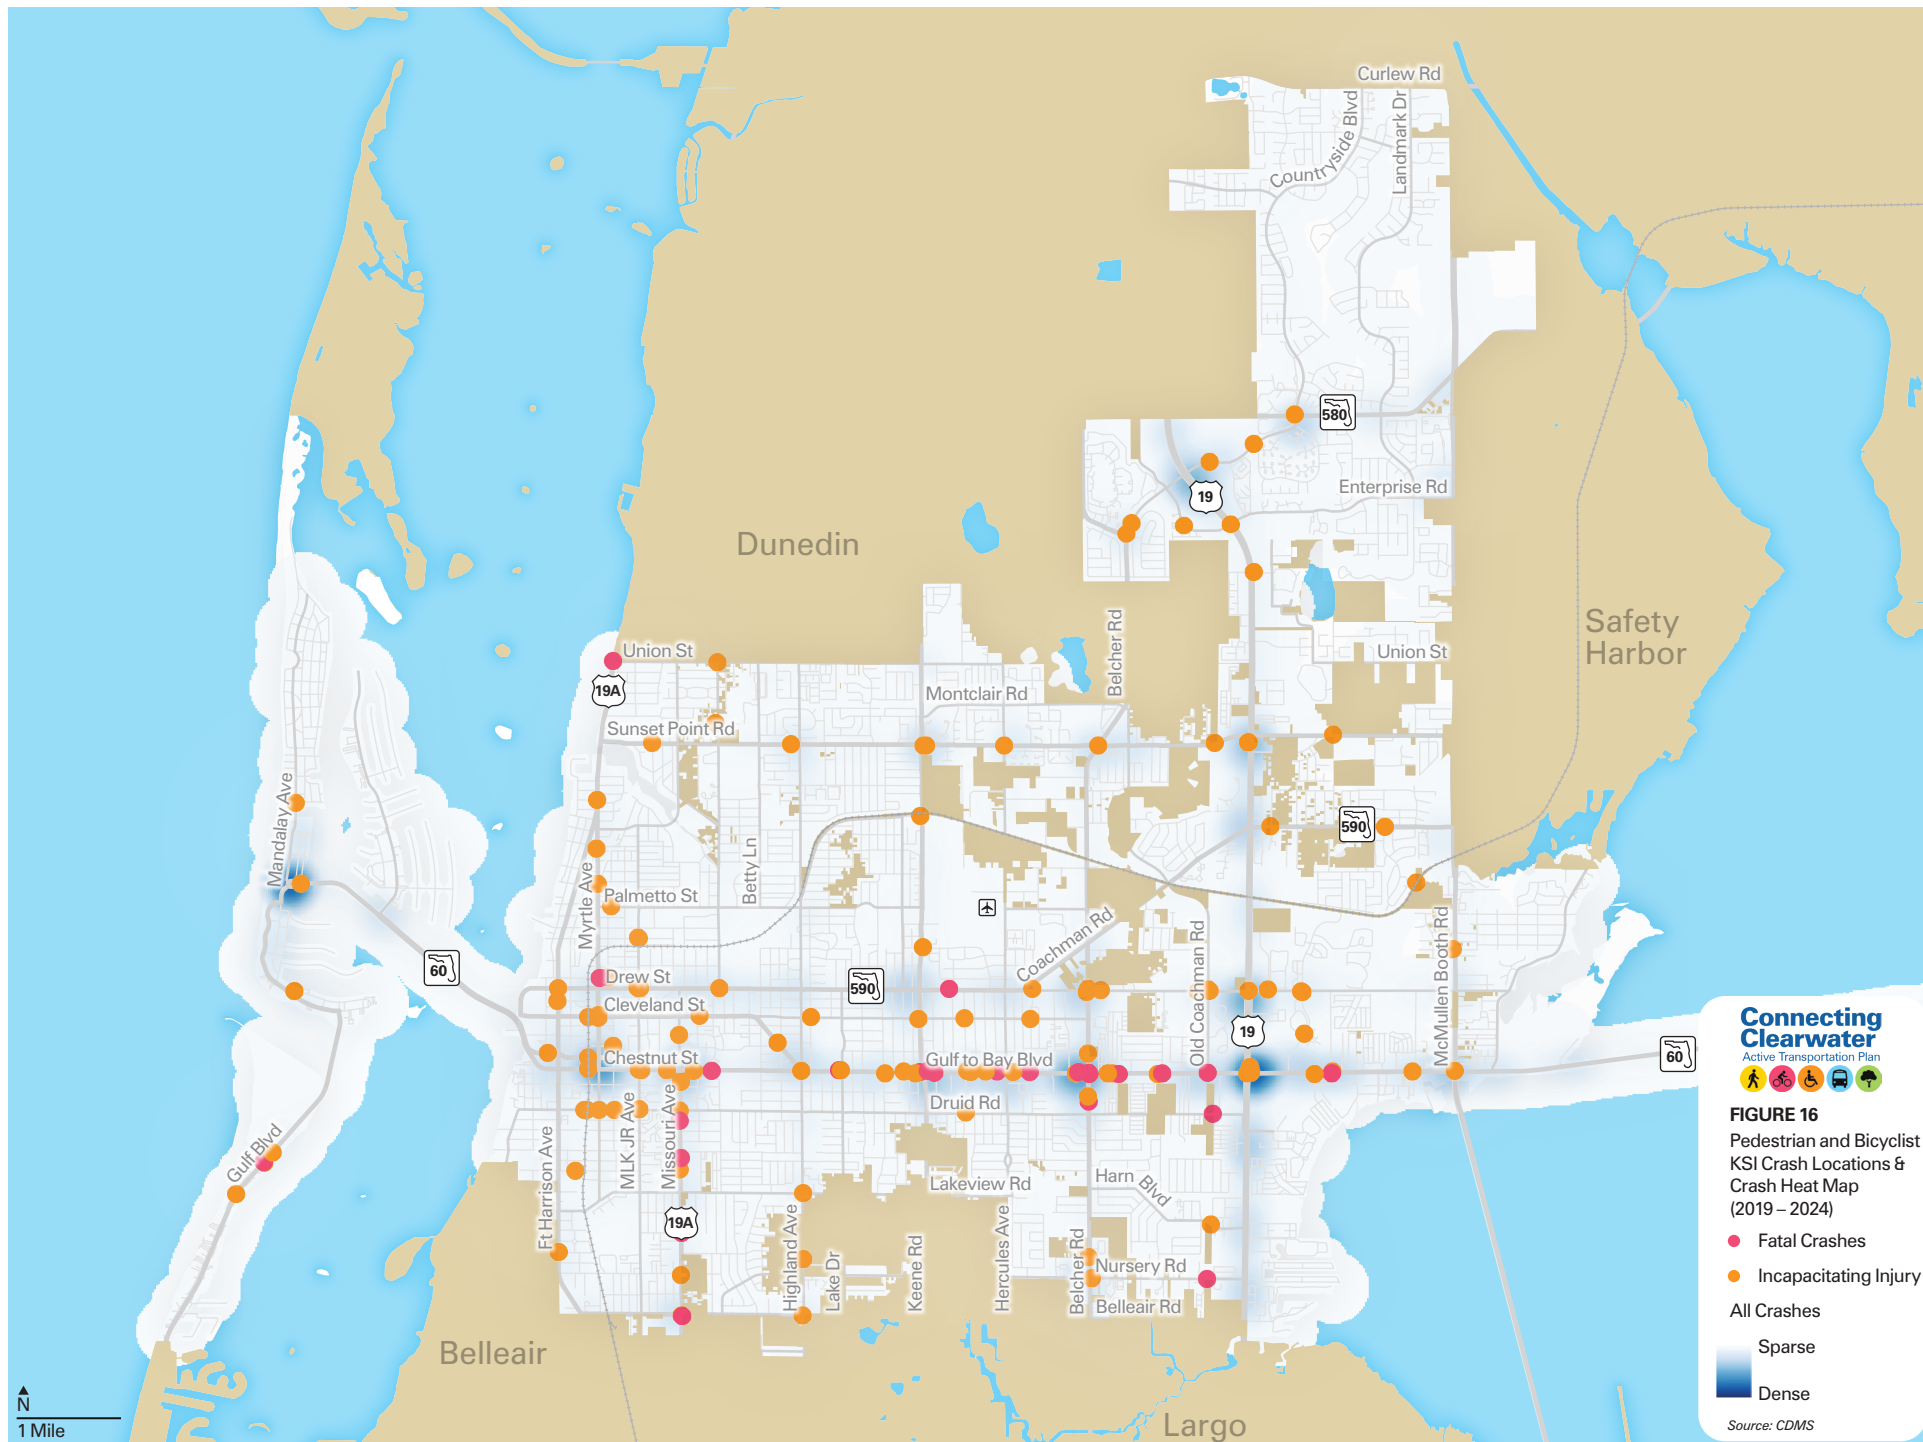 Curlew Rd
Countryside Blvd
Landmark Dr
580
19
Enterprise Rd
Dunedin
Safety
Harbor
Belcher Rd
Union St
Union St
19A
Montclair Rd
Sunset Point Rd
Mandalay Ave
590
Betty Ln
Myrtle Ave
Palmetto St
Coachman Rd
Old Coachman Rd
McMullen Booth Rd
60
Drew St
590
Cleveland St
19
60
Chestnut St
Gulf to Bay Blvd
Druid Rd
Gulf Blvd
Ft Harrison Ave
MLK JR Ave
Missouri Ave
Lakeview Rd
Harn Blvd
19A
Highland Ave
Lake Dr
Keene Rd
Hercules Ave
Belcher Rd
Nursery Rd
Belleair Rd
Belleair
Largo
N
1 Mile
Connecting
Clearwater
Active Transportation Plan
FIGURE 16
Pedestrian and Bicyclist
KSI Crash Locations &
Crash Heat Map
(2019 – 2024)
Fatal Crashes
Incapacitating Injury
All Crashes
Sparse
Dense
Source: CDMS